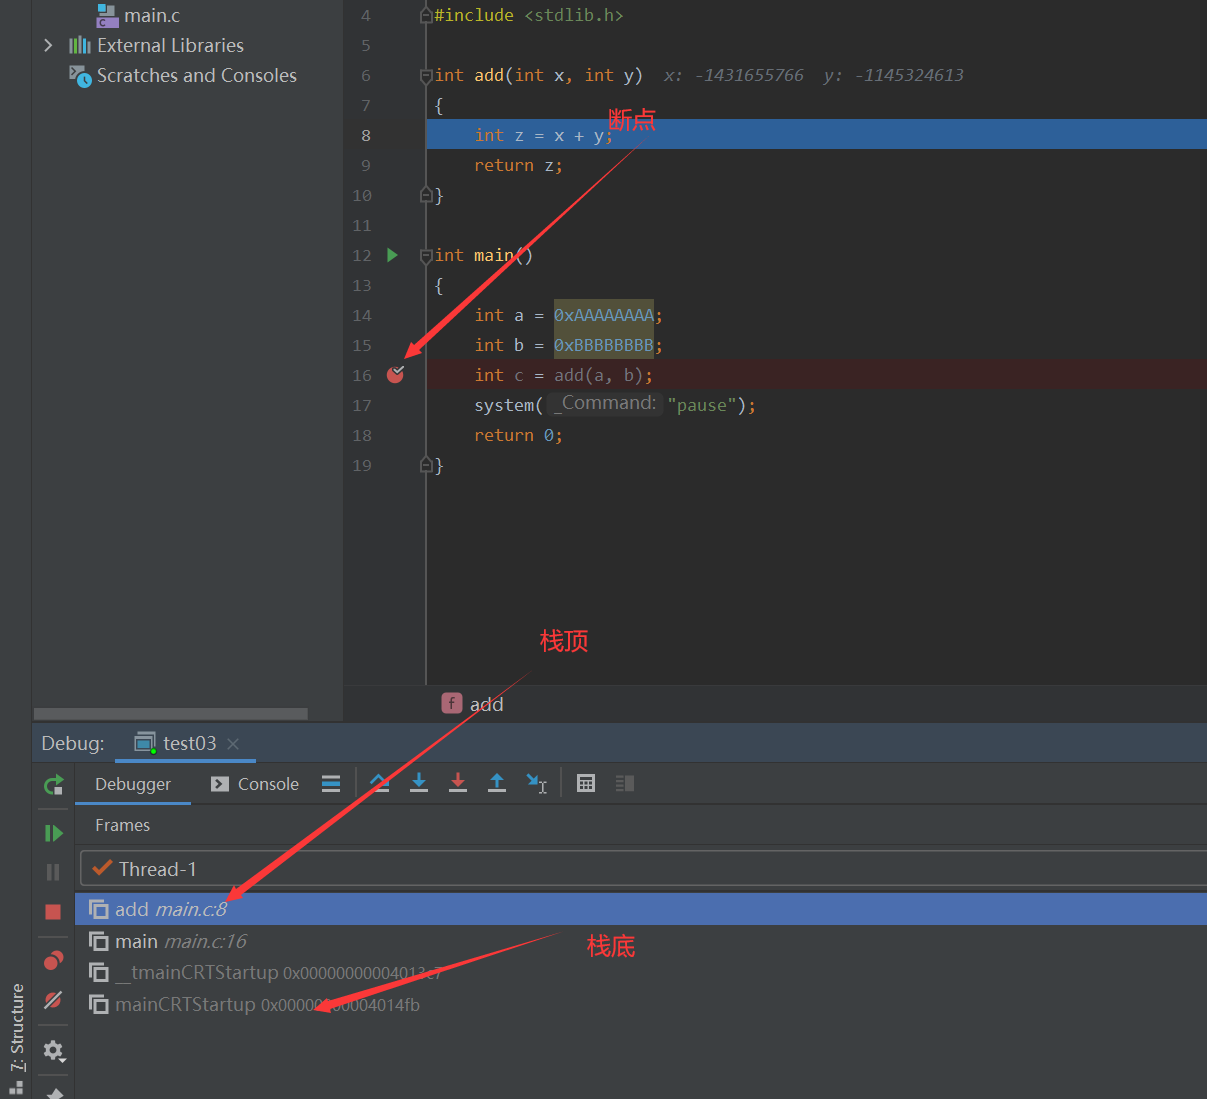 main.c
External Libraries
Scratches and Consoles
4 #include <stdlib.h>
5
6 int add(int x, int y) x: -1431655766 y: -1145324613
7 {
断点
8 int z = x + y;
9 return z;
10 }
11
12 int main()
13 {
14 int a = 0xAAAAAAAA;
15 int b = 0xBBBBBBBB;
16 int c = add(a, b);
17 system( _Command: "pause");
18 return 0;
19 }
栈顶
f add
Debug: test03
Debugger Console
Frames
Thread-1
add main.c:8
main main.c:16
栈底
__tmainCRTStartup 0x00000000004013c7
mainCRTStartup 0x00000000004014fb
7: Structure